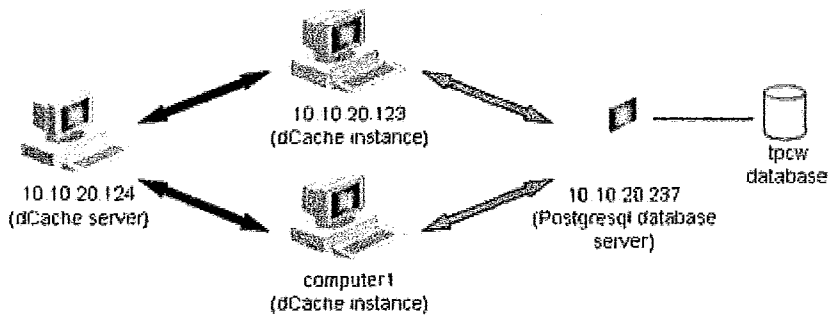 10.10.20.123
(dCache instance)
10.10.20.124
(dCache server)
10.10.20.237
(Postgresql database
server)
tpcw
database
computer1
(dCache instance)